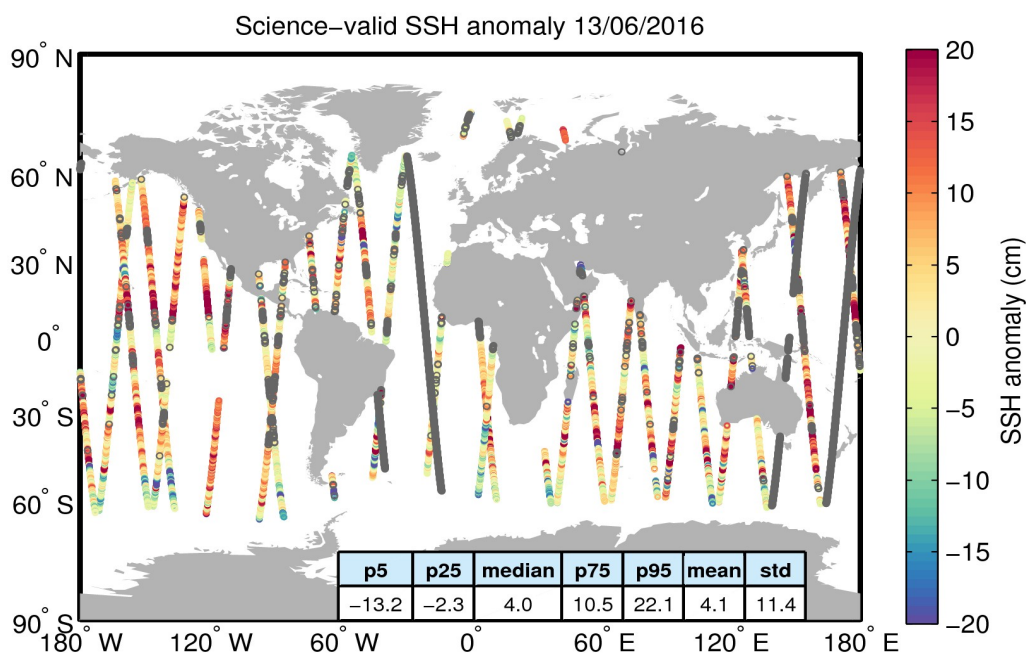 Science−valid SSH anomaly 13/06/2016
90° N
60° N
30° N
0°
30° S
60° S
90° S
180° W
120° W
60° W
0°
60° E
120° E
180° E
p5 p25 median p75 p95 mean std
−13.2 −2.3 4.0 10.5 22.1 4.1 11.4
20
15
10
5
0
−5
−10
−15
−20
SSH anomaly (cm)